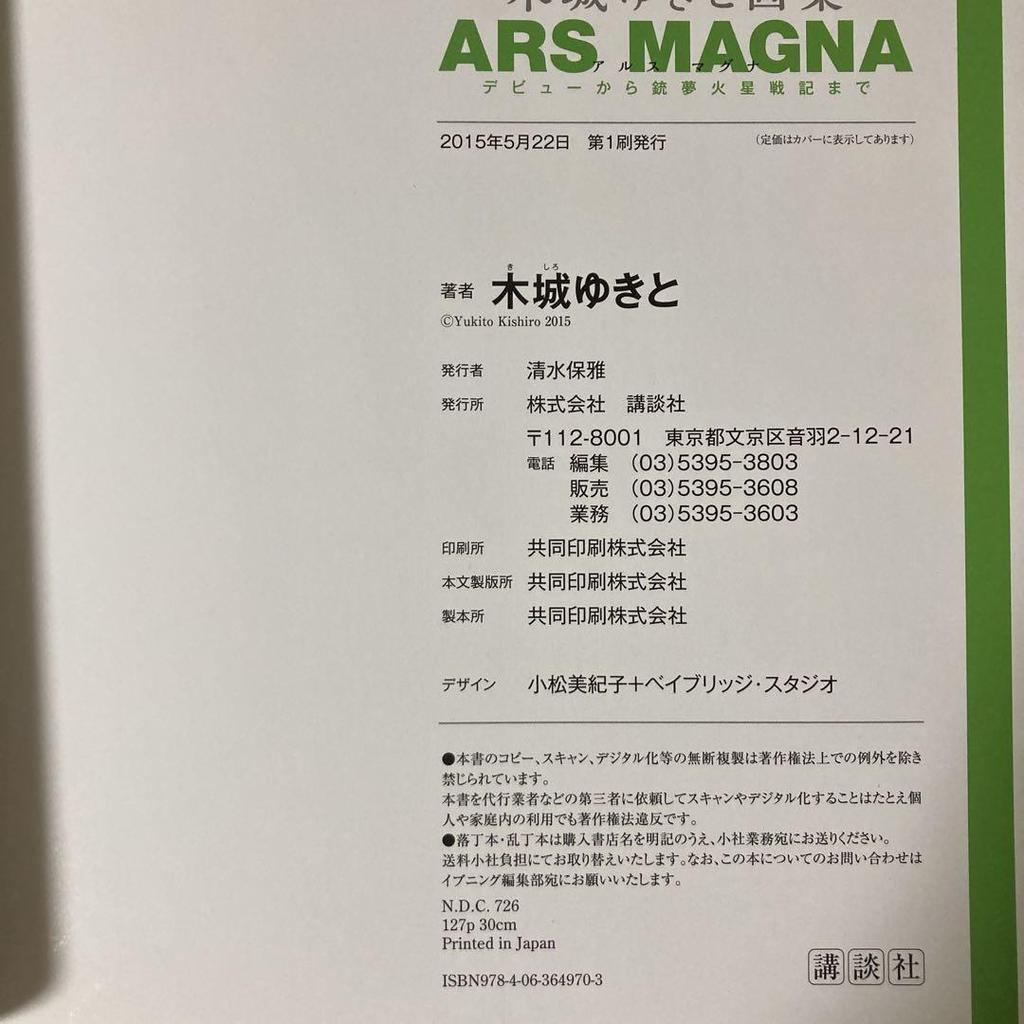 木城ゆきと画集
ARS MAGNA
アルス マグナ
デビューから銃夢火星戦記まで
2015年5月22日　第1刷発行　（定価はカバーに表示してあります）
き しろ
著者　木城ゆきと
©Yukito Kishiro 2015
発行者　清水保雅
発行所　株式会社　講談社
〒112-8001　東京都文京区音羽2-12-21
電話　編集　(03)5395-3803
販売　(03)5395-3608
業務　(03)5395-3603
印刷所　共同印刷株式会社
本文製版所　共同印刷株式会社
製本所　共同印刷株式会社
デザイン　小松美紀子＋ベイブリッジ・スタジオ
●本書のコピー、スキャン、デジタル化等の無断複製は著作権法上での例外を除き
禁じられています。
本書を代行業者などの第三者に依頼してスキャンやデジタル化することはたとえ個
人や家庭内の利用でも著作権法違反です。
●落丁本・乱丁本は購入書店名を明記のうえ、小社業務宛にお送りください。
送料小社負担にてお取り替えいたします。なお、この本についてのお問い合わせは
イブニング編集部宛にお願いいたします。
N.D.C. 726
127p 30cm
Printed in Japan
ISBN978-4-06-364970-3
講談社